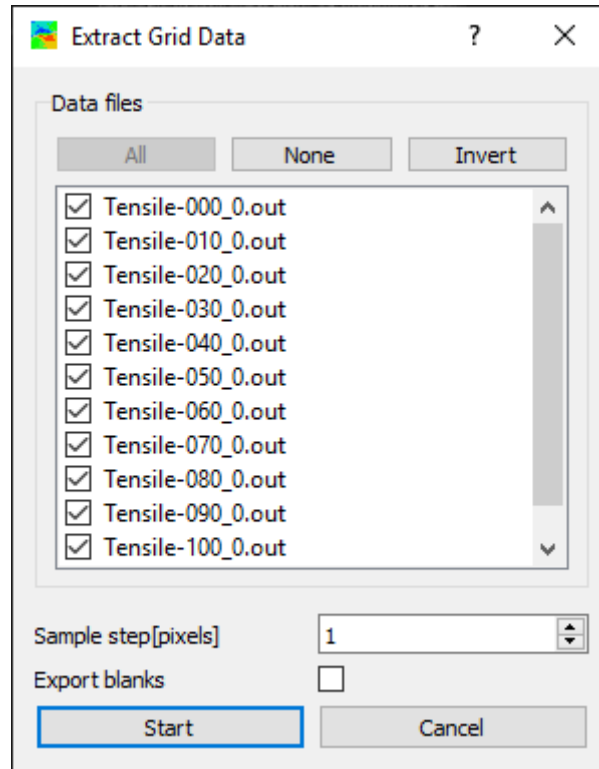 Extract Grid Data ?
Data files
All None Invert
Tensile-000_0.out
Tensile-010_0.out
Tensile-020_0.out
Tensile-030_0.out
Tensile-040_0.out
Tensile-050_0.out
Tensile-060_0.out
Tensile-070_0.out
Tensile-080_0.out
Tensile-090_0.out
Tensile-100_0.out
Sample step[pixels] 1
Export blanks
Start Cancel